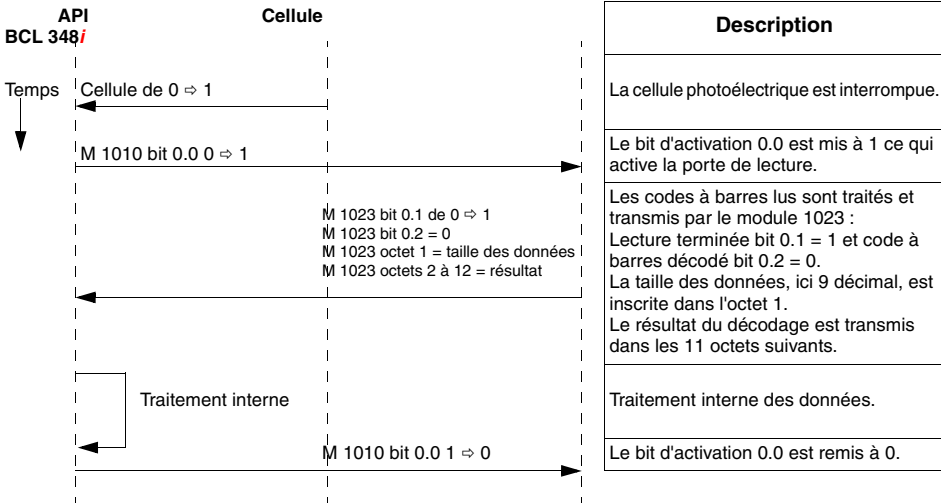 API
BCL 348i
Cellule
Temps
Cellule de 0 ⇨ 1
M 1010 bit 0.0 0 ⇨ 1
M 1023 bit 0.1 de 0 ⇨ 1
M 1023 bit 0.2 = 0
M 1023 octet 1 = taille des données
M 1023 octets 2 à 12 = résultat
Traitement interne
M 1010 bit 0.0 1 ⇨ 0
Description
La cellule photoélectrique est interrompue.
Le bit d'activation 0.0 est mis à 1 ce qui
active la porte de lecture.
Les codes à barres lus sont traités et
transmis par le module 1023 :
Lecture terminée bit 0.1 = 1 et code à
barres décodé bit 0.2 = 0.
La taille des données, ici 9 décimal, est
inscrite dans l'octet 1.
Le résultat du décodage est transmis
dans les 11 octets suivants.
Traitement interne des données.
Le bit d'activation 0.0 est remis à 0.